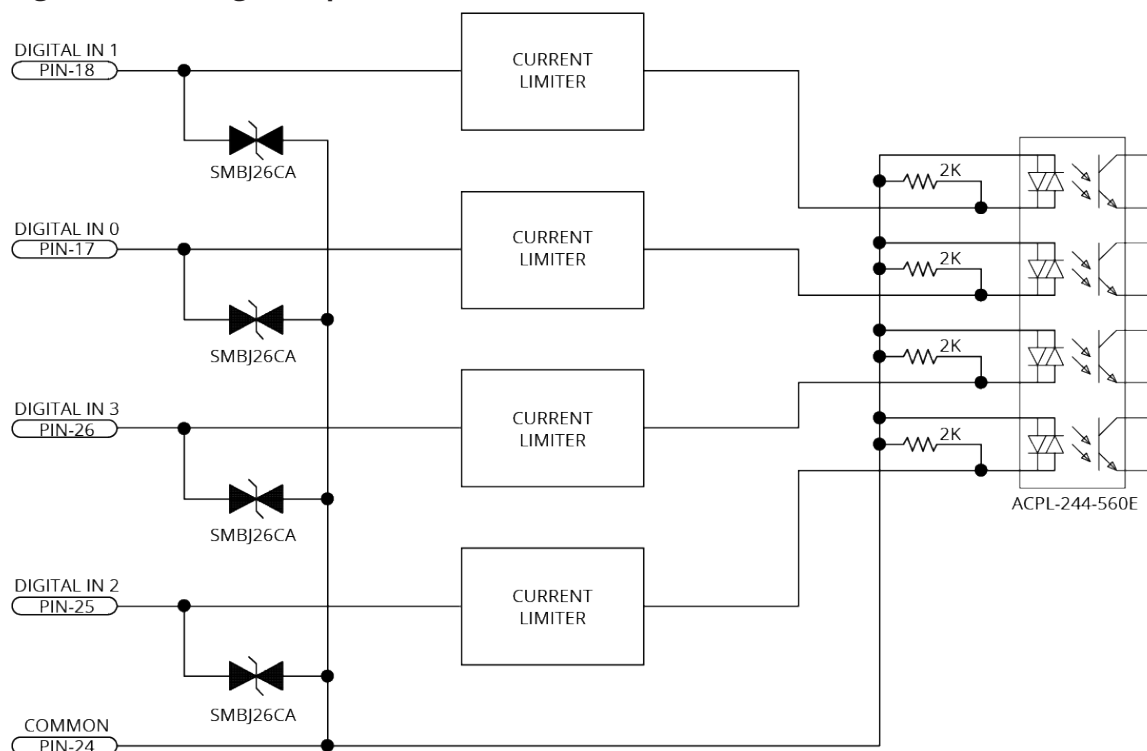 DIGITAL IN 1
PIN-18
CURRENT
LIMITER
SMBJ26CA
2K
DIGITAL IN 0
PIN-17
CURRENT
LIMITER
SMBJ26CA
2K
DIGITAL IN 3
PIN-26
CURRENT
LIMITER
SMBJ26CA
2K
2K
ACPL-244-560E
DIGITAL IN 2
PIN-25
CURRENT
LIMITER
SMBJ26CA
COMMON
PIN-24